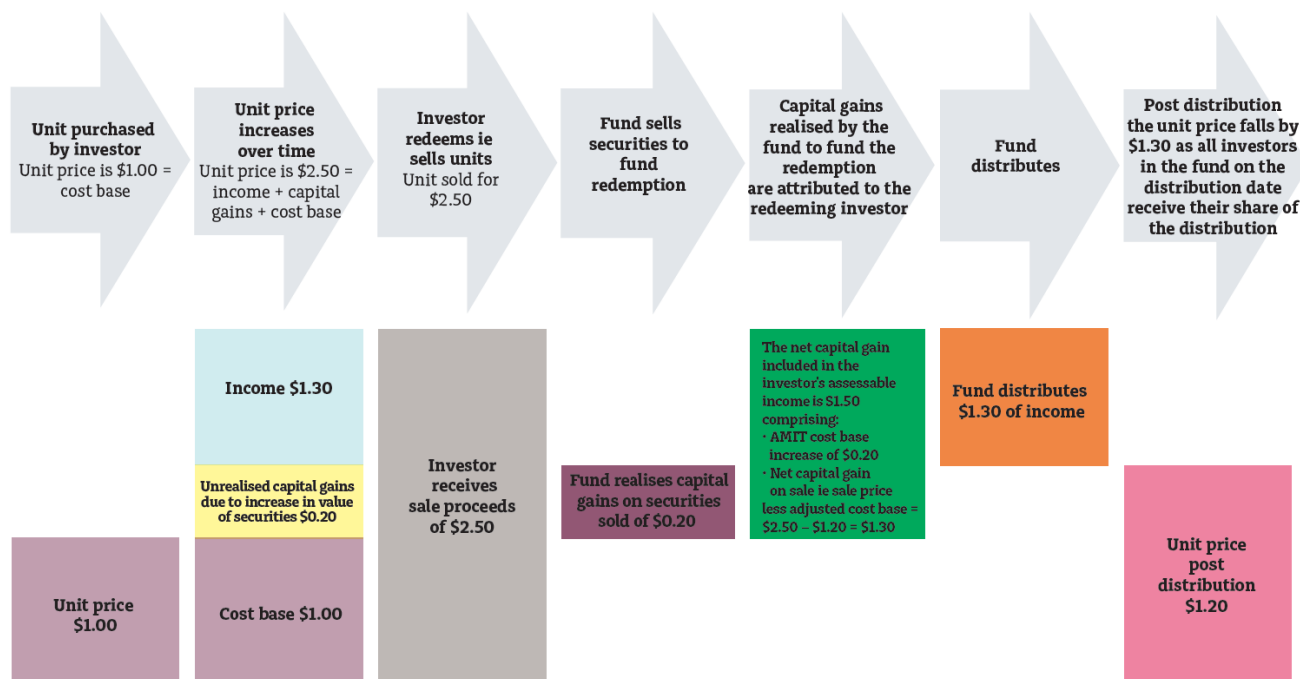 Unit purchased
by investor
Unit price is $1.00 =
cost base
Unit price
increases
over time
Unit price is $2.50 =
income + capital
gains + cost base
Investor
redeems ie
sells units
Unit sold for
$2.50
Fund sells
securities to
fund
redemption
Capital gains
realised by the
fund to fund the
redemption
are attributed to the
redeeming investor
Fund
distributes
Post distribution
the unit price falls by
$1.30 as all investors
in the fund on the
distribution date
receive their share of
the distribution
Unit price
$1.00
Income $1.30
Unrealised capital gains
due to increase in value
of securities $0.20
Cost base $1.00
Investor
receives
sale proceeds
of $2.50
Fund realises capital
gains on securities
sold of $0.20
The net capital gain
included in the
investor's assessable
income is $1.50
comprising:
· AMIT cost base
increase of $0.20
· Net capital gain
on sale ie sale price
less adjusted cost base =
$2.50 – $1.20 = $1.30
Fund distributes
$1.30 of income
Unit price
post
distribution
$1.20